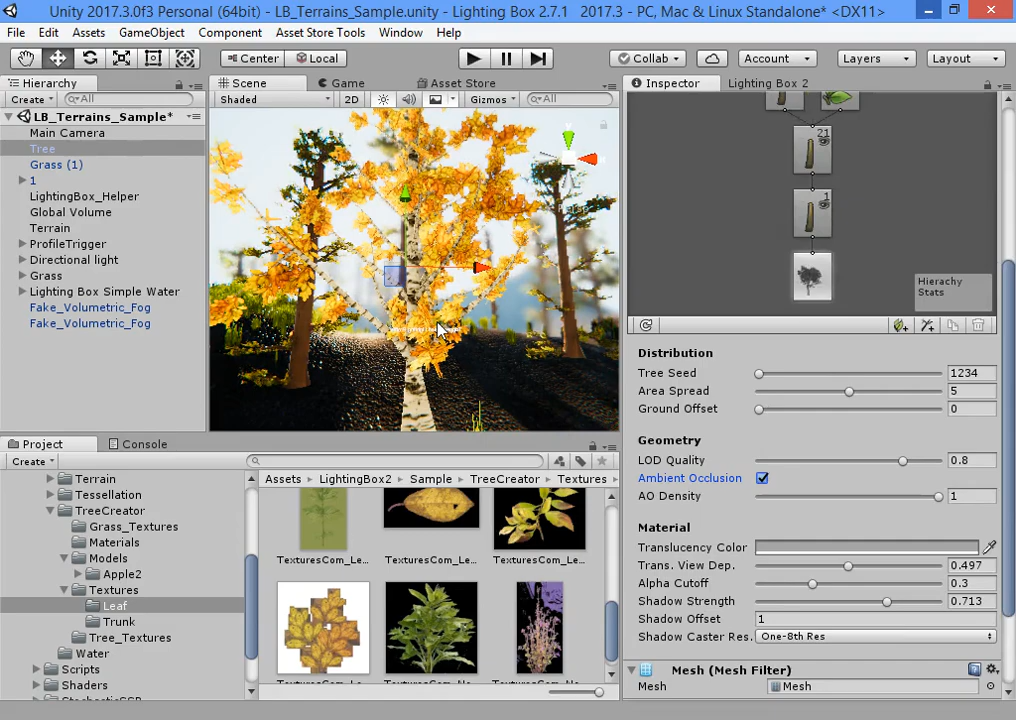 Unity 2017.3.0f3 Personal (64bit) - LB_Terrains_Sample.unity - Lighting Box 2.7.1  2017.3 - PC, Mac & Linux Standalone* <DX11>
File Edit Assets GameObject Component Asset Store Tools Window Help
Center Local Collab Account Layers Layout
Hierarchy Scene Game Asset Store Inspector Lighting Box 2
Create All Shaded 2D Gizmos All
LB_Terrains_Sample*
Main Camera
Tree
Grass (1)
1
LightingBox_Helper
Global Volume
Terrain
ProfileTrigger
Directional light
Grass
Lighting Box Simple Water
Fake_Volumetric_Fog
Fake_Volumetric_Fog
21
1
Hierachy
Stats
Distribution
Tree Seed 1234
Area Spread 5
Ground Offset 0
Geometry
LOD Quality 0.8
Ambient Occlusion
AO Density 1
Material
Translucency Color
Trans. View Dep. 0.497
Alpha Cutoff 0.3
Shadow Strength 0.713
Shadow Offset 1
Shadow Caster Res. One-8th Res
Mesh (Mesh Filter)
Mesh Mesh
Project Console
Create
Terrain
Tessellation
TreeCreator
Grass_Textures
Materials
Models
Apple2
Textures
Leaf
Trunk
Tree_Textures
Water
Scripts
Shaders
Assets LightingBox2 Sample TreeCreator Textures
TexturesCom_Le... TexturesCom_Le... TexturesCom_Le...